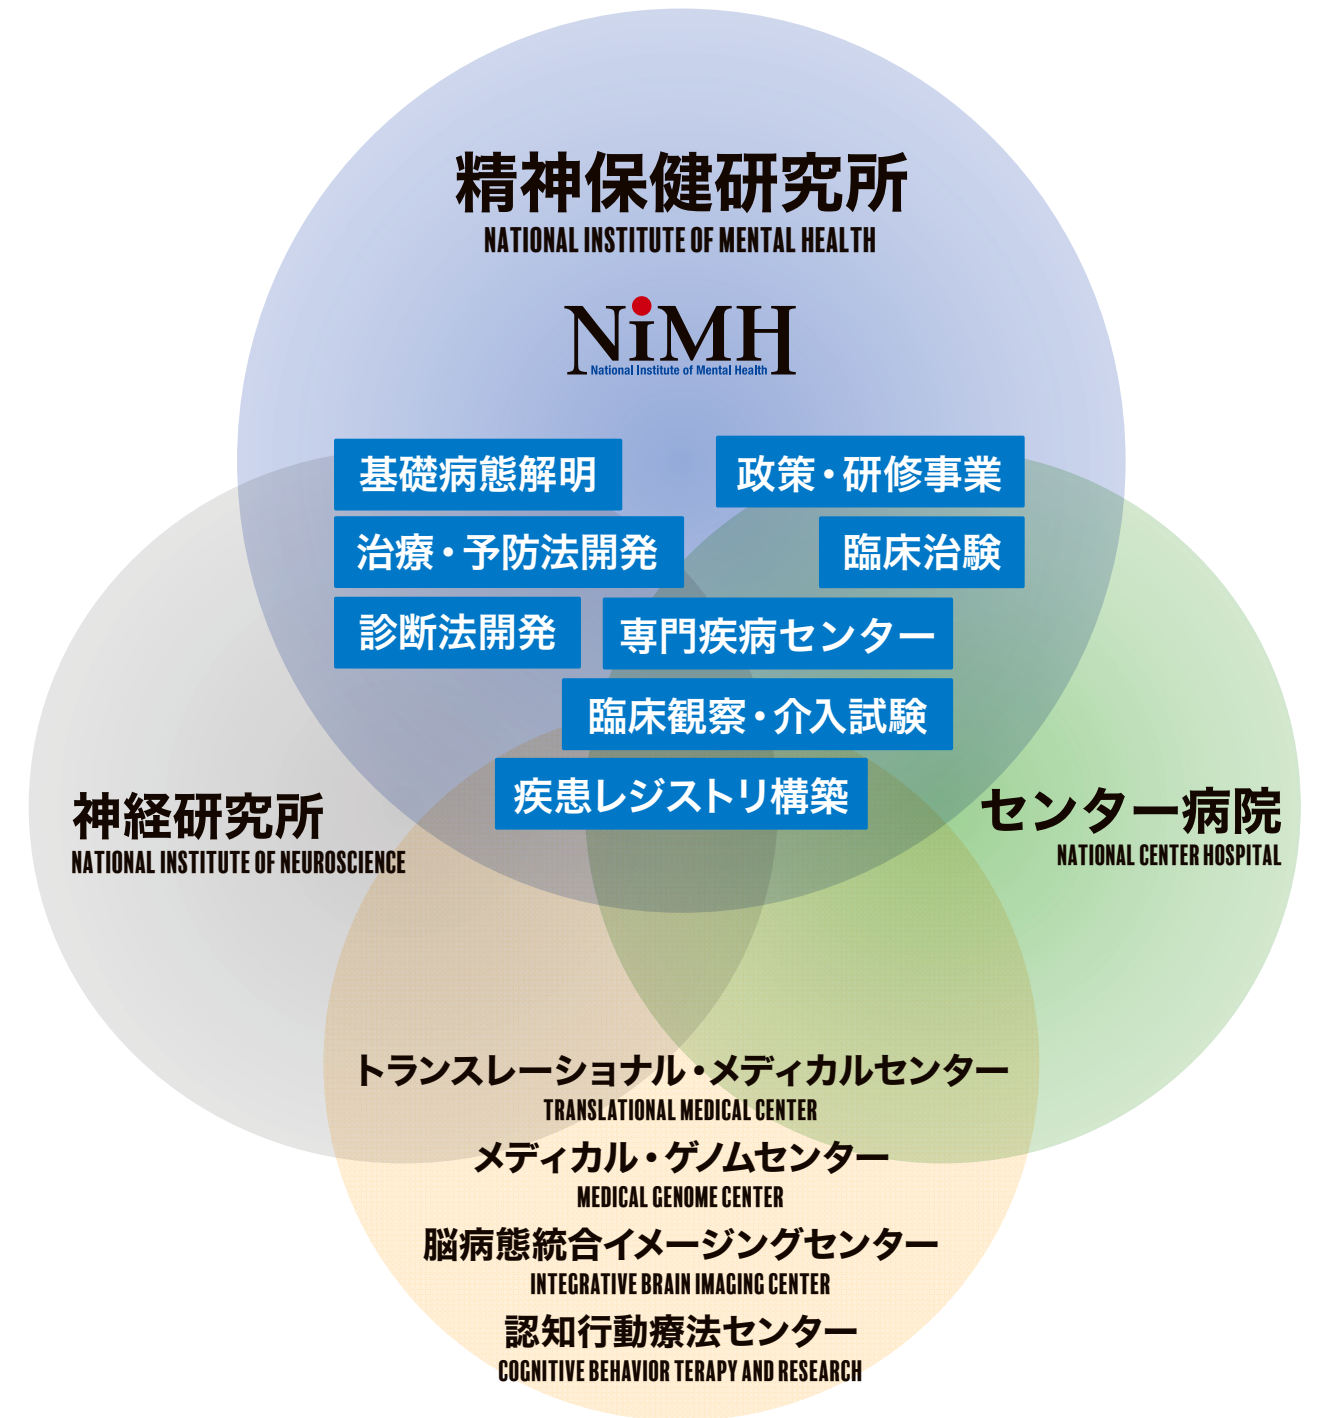 精神保健研究所
NATIONAL INSTITUTE OF MENTAL HEALTH
NiMH
National Institute of Mental Health
基礎病態解明
政策・研修事業
治療・予防法開発
臨床治験
診断法開発
専門疾病センター
臨床観察・介入試験
疾患レジストリ構築
神経研究所
NATIONAL INSTITUTE OF NEUROSCIENCE
センター病院
NATIONAL CENTER HOSPITAL
トランスレーショナル・メディカルセンター
TRANSLATIONAL MEDICAL CENTER
メディカル・ゲノムセンター
MEDICAL GENOME CENTER
脳病態統合イメージングセンター
INTEGRATIVE BRAIN IMAGING CENTER
認知行動療法センター
COGNITIVE BEHAVIOR TERAPY AND RESEARCH